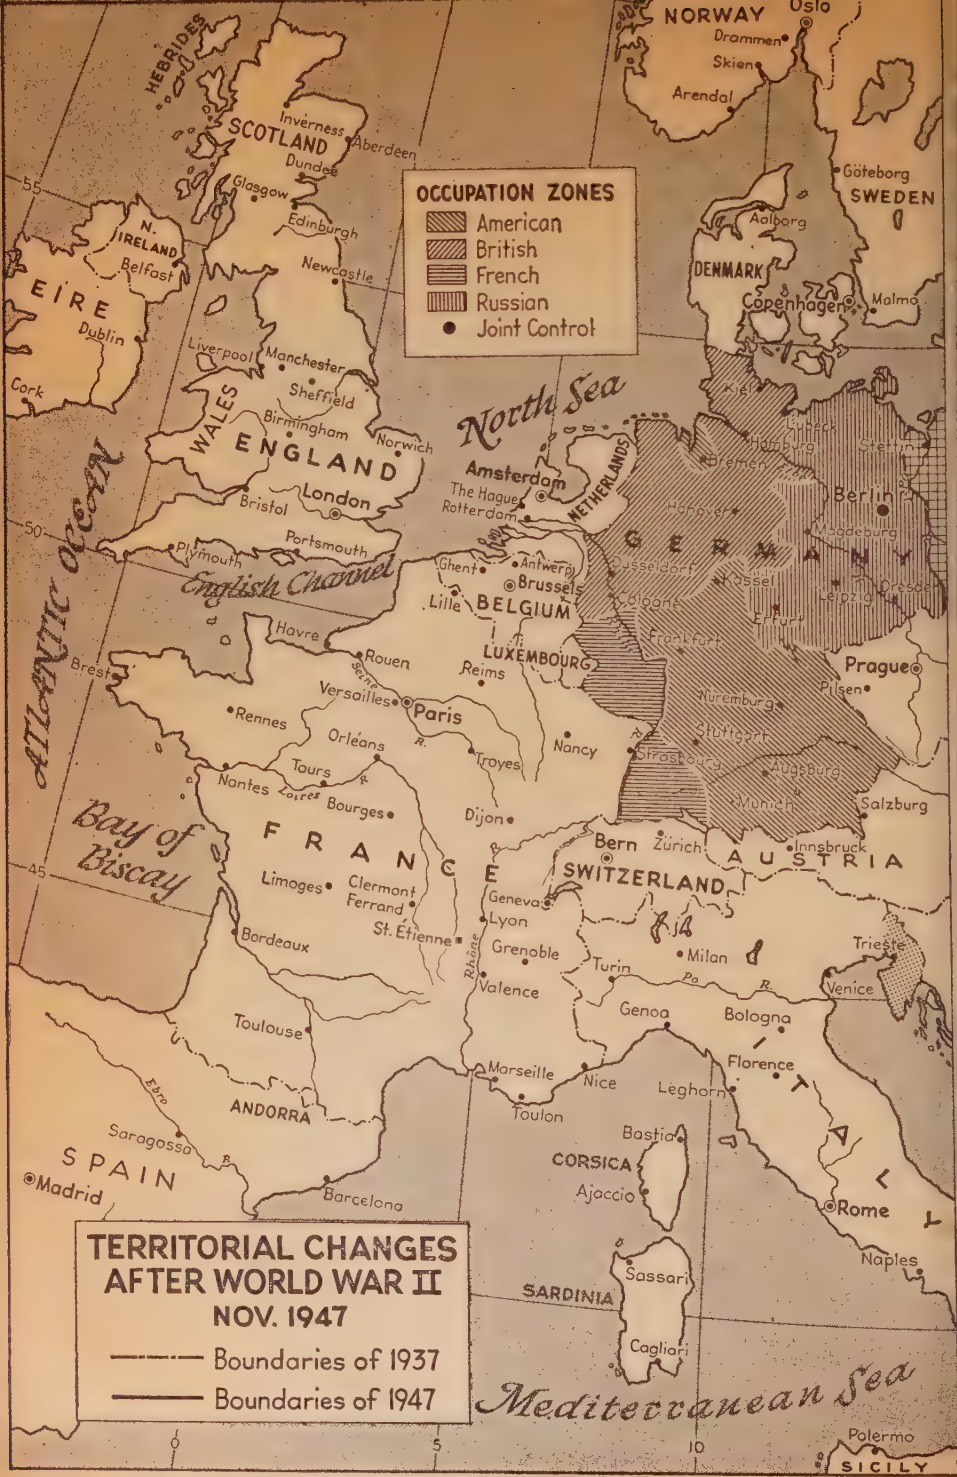 NORWAY
Oslo
Drammen
Skien
Arendal
HEBRIDES
SCOTLAND
Inverness
Aberdeen
Dundee
Glasgow
Edinburgh
55
N.
IRELAND
Belfast
EIRE
Dublin
Cork
Newcastle
OCCUPATION ZONES
American
British
French
Russian
Joint Control
Göteborg
SWEDEN
Aalborg
DENMARK
Copenhagen
Malmo
Liverpool
Manchester
Sheffield
WALES
Birmingham
Norwich
ENGLAND
London
Bristol
Portsmouth
Plymouth
English Channel
North Sea
ATLANTIC OCEAN
50
Amsterdam
The Hague
Rotterdam
NETHERLANDS
Kiel
Lubeck
Hamburg
Bremen
Stettin
Hanover
Berlin
Magdeburg
GERMANY
Dusseldorf
Kassel
Cologne
Leipzig
Dresden
Erfurt
Frankfurt
Ghent
Antwerp
Brussels
Lille
BELGIUM
LUXEMBOURG
Havre
Rouen
Seine
Reims
Brest
Versailles
Paris
R.
Rennes
Orléans
Troyes
Nancy
R.
Strasbourg
Nuremburg
Stuttgart
Augsburg
Munich
Prague
Pilsen
Salzburg
Innsbruck
AUSTRIA
Nantes
Tours
Loires
R.
Bourges
Dijon
Bay of
Biscay
FRANCE
Bern
Zürich
SWITZERLAND
Geneva
45
Limoges
Clermont
Ferrand
St. Étienne
Lyon
Grenoble
Rhône
R.
Valence
Bordeaux
Toulouse
Milan
Turin
Po
R.
Venice
Trieste
Genoa
Bologna
Florence
Leghorn
ITALY
Marseille
Nice
Toulon
Ebro
R.
ANDORRA
Saragossa
SPAIN
Madrid
Barcelona
Bastia
CORSICA
Ajaccio
Rome
Naples
Sassari
SARDINIA
Cagliari
TERRITORIAL CHANGES
AFTER WORLD WAR II
NOV. 1947
Boundaries of 1937
Boundaries of 1947
Mediterranean Sea
0
5
10
Palermo
SICILY